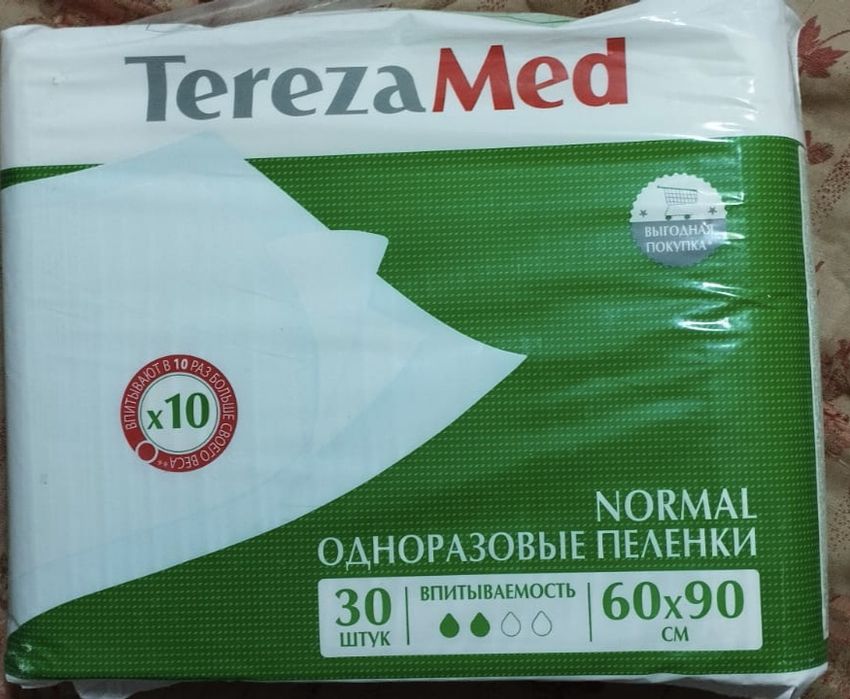 TerezaMed
ВЫГОДНАЯ
ПОКУПКА*
ВПИТЫВАЮТ В 10 РАЗ БОЛЬШЕ СВОЕГО ВЕСА**
x10
NORMAL
ОДНОРАЗОВЫЕ ПЕЛЕНКИ
30
ШТУК
ВПИТЫВАЕМОСТЬ
60x90
СМ